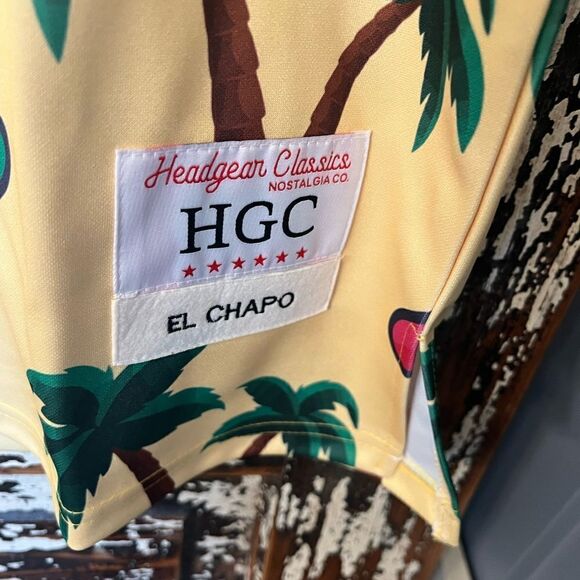 Headgear Classics
NOSTALGIA CO.
HGC
EL CHAPO